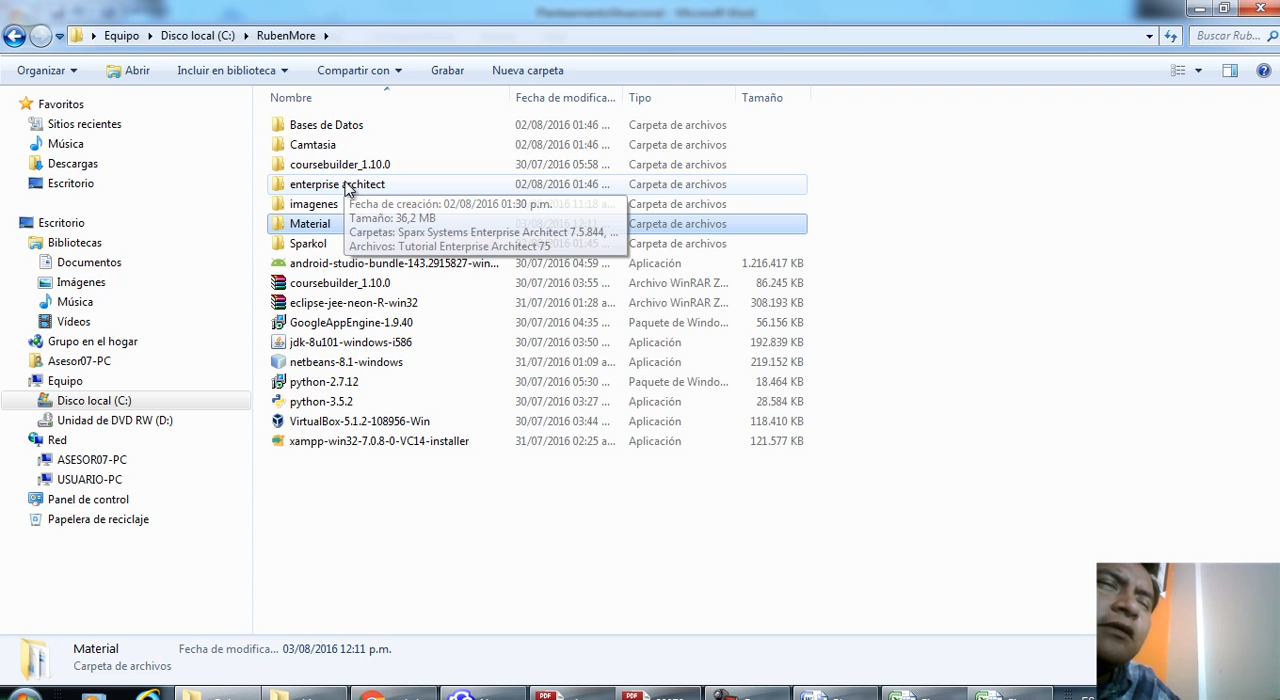 PlanteamientoSituacional - Microsoft Word
Equipo Disco local (C:) RubenMore
Buscar Rub...
Organizar Abrir Incluir en biblioteca Compartir con Grabar Nueva carpeta
Nombre Fecha de modifica... Tipo Tamaño
Favoritos
Sitios recientes
Música
Descargas
Escritorio
Escritorio
Bibliotecas
Documentos
Imágenes
Música
Vídeos
Grupo en el hogar
Asesor07-PC
Equipo
Disco local (C:)
Unidad de DVD RW (D:)
Red
ASESOR07-PC
USUARIO-PC
Panel de control
Papelera de reciclaje
Bases de Datos 02/08/2016 01:46 ... Carpeta de archivos
Camtasia 02/08/2016 01:46 ... Carpeta de archivos
coursebuilder_1.10.0 30/07/2016 05:58 ... Carpeta de archivos
enterprise architect 02/08/2016 01:46 ... Carpeta de archivos
imagenes Carpeta de archivos
Material Carpeta de archivos
Sparkol Carpeta de archivos
Fecha de creación: 02/08/2016 01:30 p.m.
Tamaño: 36,2 MB
Carpetas: Sparx Systems Enterprise Architect 7.5.844, ...
Archivos: Tutorial Enterprise Architect 75
android-studio-bundle-143.2915827-win... 30/07/2016 04:59 ... Aplicación 1.216.417 KB
coursebuilder_1.10.0 30/07/2016 03:55 ... Archivo WinRAR Z... 86.245 KB
eclipse-jee-neon-R-win32 31/07/2016 01:28 a... Archivo WinRAR Z... 308.193 KB
GoogleAppEngine-1.9.40 30/07/2016 04:35 ... Paquete de Windo... 56.156 KB
jdk-8u101-windows-i586 30/07/2016 03:50 ... Aplicación 192.839 KB
netbeans-8.1-windows 31/07/2016 01:09 a... Aplicación 219.152 KB
python-2.7.12 30/07/2016 05:30 ... Paquete de Windo... 18.464 KB
python-3.5.2 30/07/2016 03:27 ... Aplicación 28.584 KB
VirtualBox-5.1.2-108956-Win 30/07/2016 03:44 ... Aplicación 118.410 KB
xampp-win32-7.0.8-0-VC14-installer 31/07/2016 02:25 a... Aplicación 121.577 KB
Material Fecha de modifica... 03/08/2016 12:11 p.m.
Carpeta de archivos